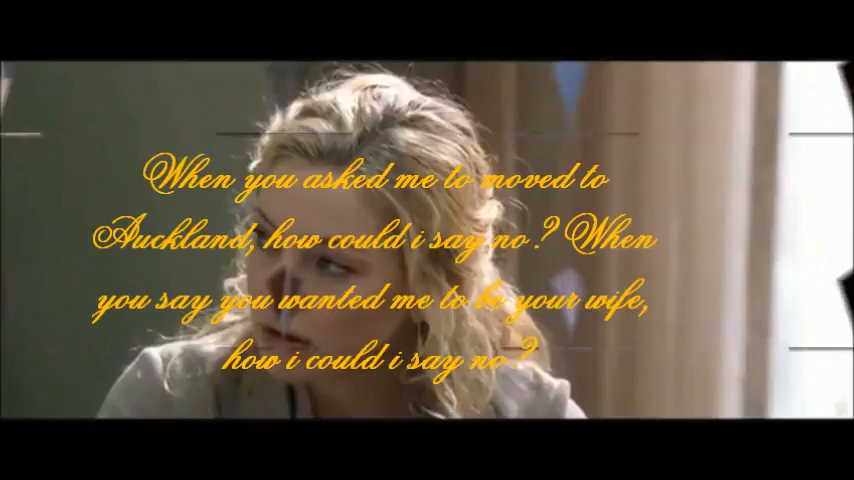 When you asked me to moved to
Auckland, how could i say no? When
you say you wanted me to be your wife,
how i could i say no?